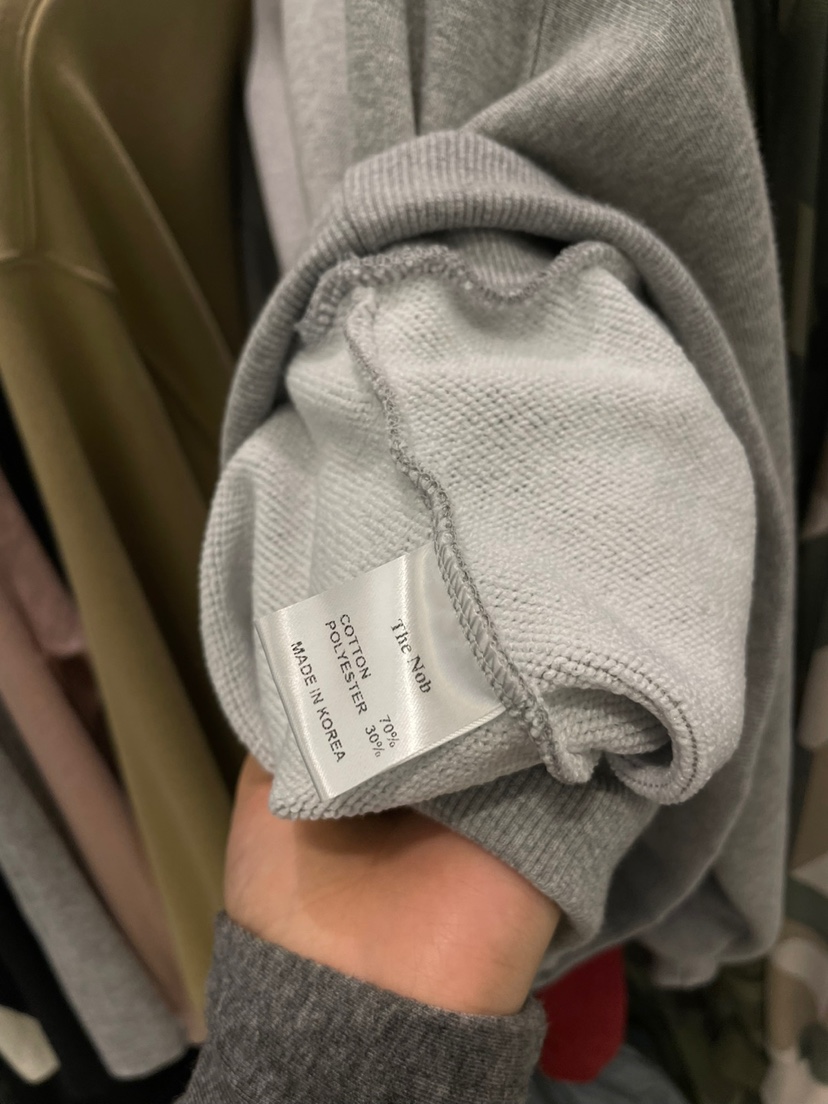 The Nob
COTTON 70%
POLYESTER 30%
MADE IN KOREA